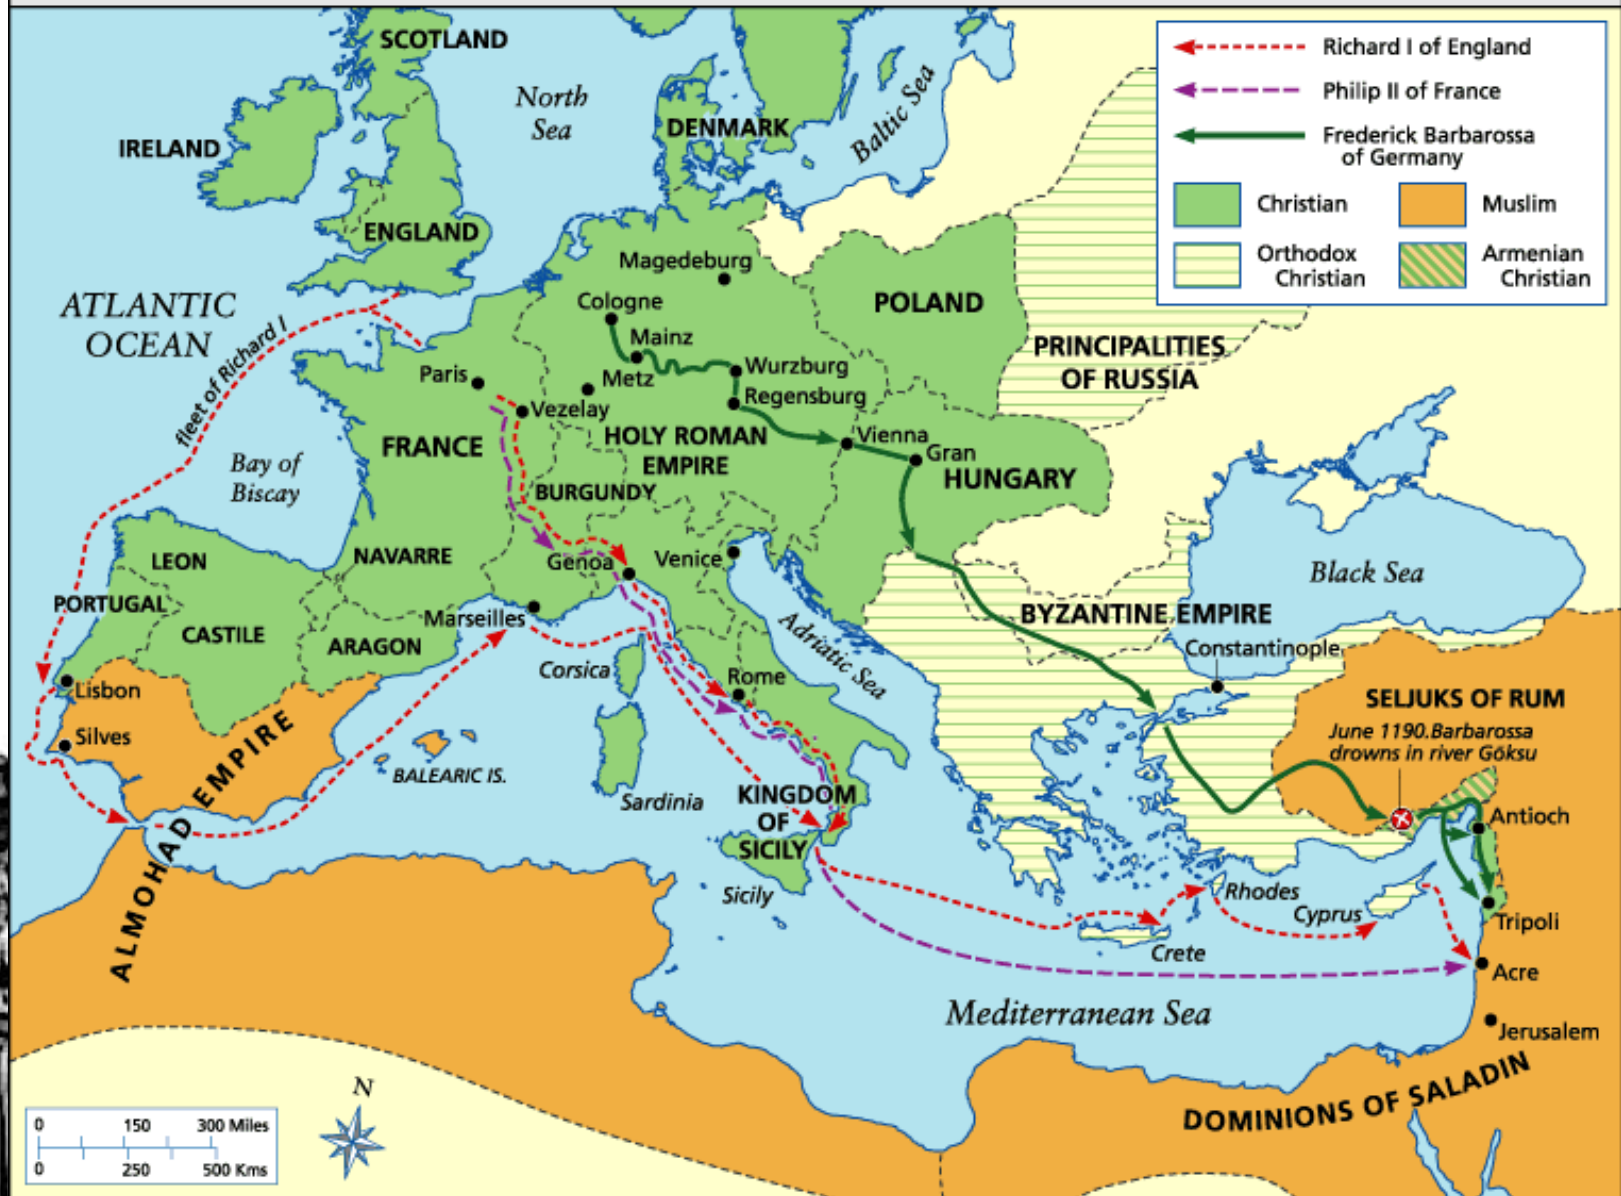 SCOTLAND
North
Sea
IRELAND
DENMARK
Baltic Sea
ENGLAND
Richard I of England
Philip II of France
Frederick Barbarossa
of Germany
Christian
Muslim
Orthodox
Christian
Armenian
Christian
ATLANTIC
OCEAN
fleet of Richard I
Magedeburg
Cologne
Mainz
Metz
Wurzburg
Regensburg
POLAND
PRINCIPALITIES
OF RUSSIA
Paris
Vezelay
FRANCE
HOLY ROMAN
EMPIRE
Vienna
Gran
HUNGARY
Bay of
Biscay
BURGUNDY
LEON
NAVARRE
Genoa
Venice
Black Sea
PORTUGAL
CASTILE
ARAGON
Marseilles
Corsica
Adriatic Sea
BYZANTINE EMPIRE
Constantinople
Lisbon
Silves
Rome
SELJUKS OF RUM
June 1190.Barbarossa
drowns in river Göksu
BALEARIC IS.
Sardinia
KINGDOM
OF
SICILY
Sicily
ALMOHAD EMPIRE
Antioch
Rhodes
Cyprus
Crete
Tripoli
Acre
Mediterranean Sea
Jerusalem
DOMINIONS OF SALADIN
N
0 150 300 Miles
0 250 500 Kms